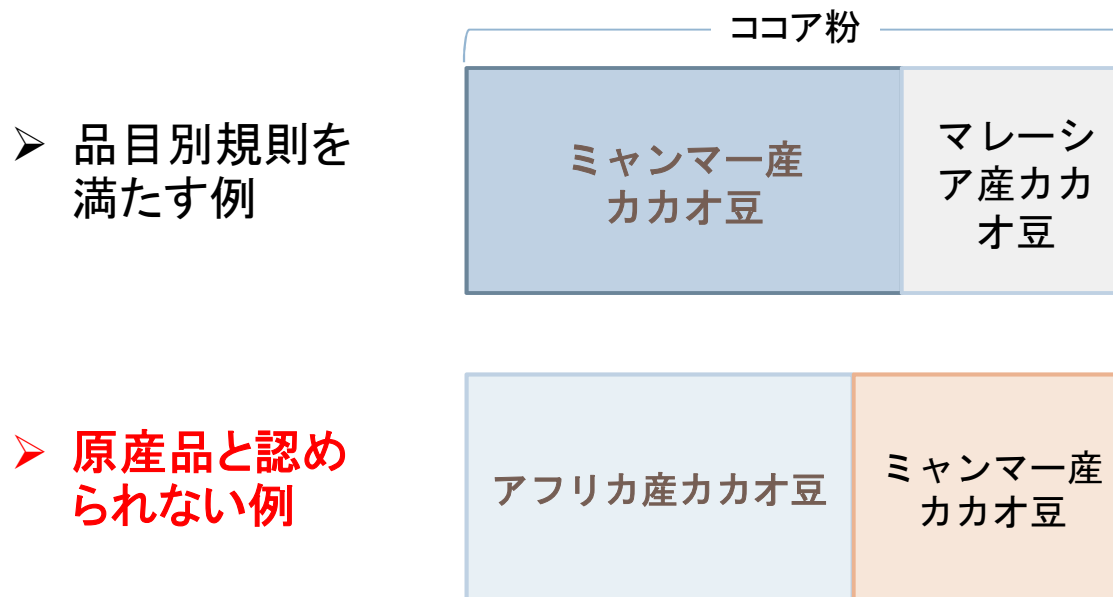 ココア粉
➢ 品目別規則を
満たす例
ミャンマー産
カカオ豆
マレーシ
ア産カカ
オ豆
➢ 原産品と認め
られない例
アフリカ産カカオ豆
ミャンマー産
カカオ豆